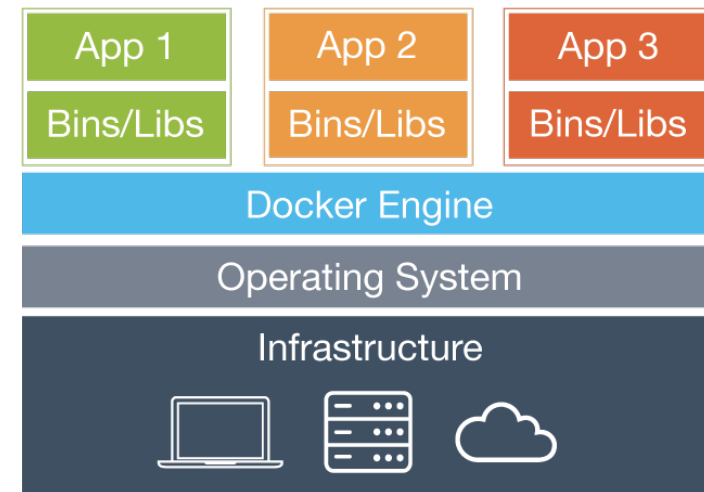 App 1
App 2
App 3
Bins/Libs
Bins/Libs
Bins/Libs
Docker Engine
Operating System
Infrastructure